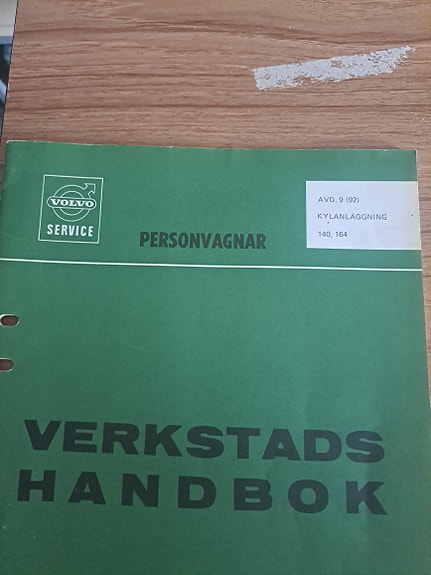 VOLVO
SERVICE
PERSONVAGNAR
AVD. 9 (92)
KYLANLÄGGNING
140, 164
VERKSTADS
HANDBOK